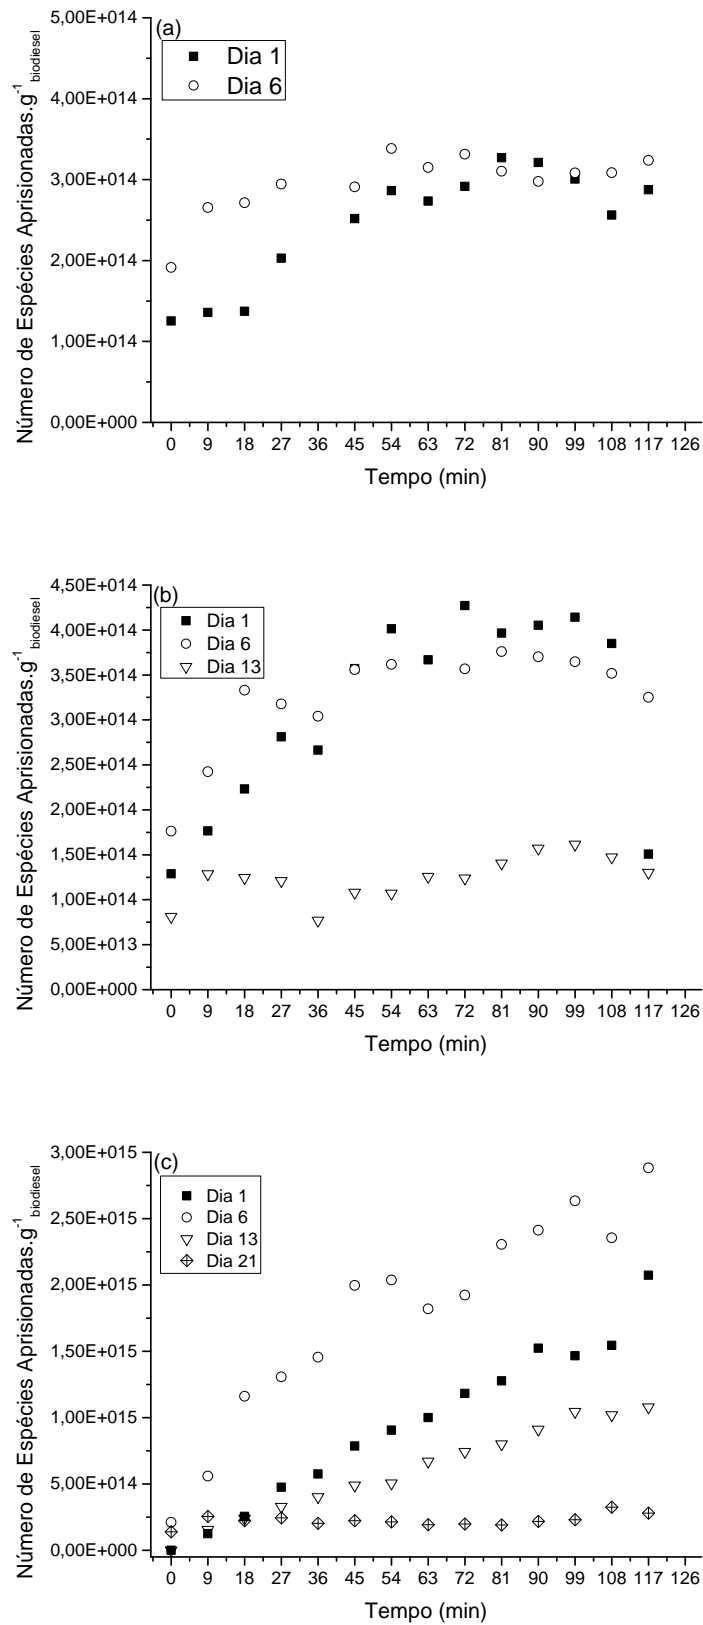 (a)
Dia 1
Dia 6
5,00E+014
4,00E+014
3,00E+014
2,00E+014
1,00E+014
0,00E+000
Número de Espécies Aprisionadas.g⁻¹ biodiesel
0 9 18 27 36 45 54 63 72 81 90 99 108 117 126
Tempo (min)
(b)
Dia 1
Dia 6
Dia 13
4,50E+014
4,00E+014
3,50E+014
3,00E+014
2,50E+014
2,00E+014
1,50E+014
1,00E+014
5,00E+013
0,00E+000
Número de Espécies Aprisionadas.g⁻¹ biodiesel
0 9 18 27 36 45 54 63 72 81 90 99 108 117 126
Tempo (min)
(c)
Dia 1
Dia 6
Dia 13
Dia 21
3,00E+015
2,50E+015
2,00E+015
1,50E+015
1,00E+015
5,00E+014
0,00E+000
Número de Espécies Aprisionadas.g⁻¹ biodiesel
0 9 18 27 36 45 54 63 72 81 90 99 108 117 126
Tempo (min)